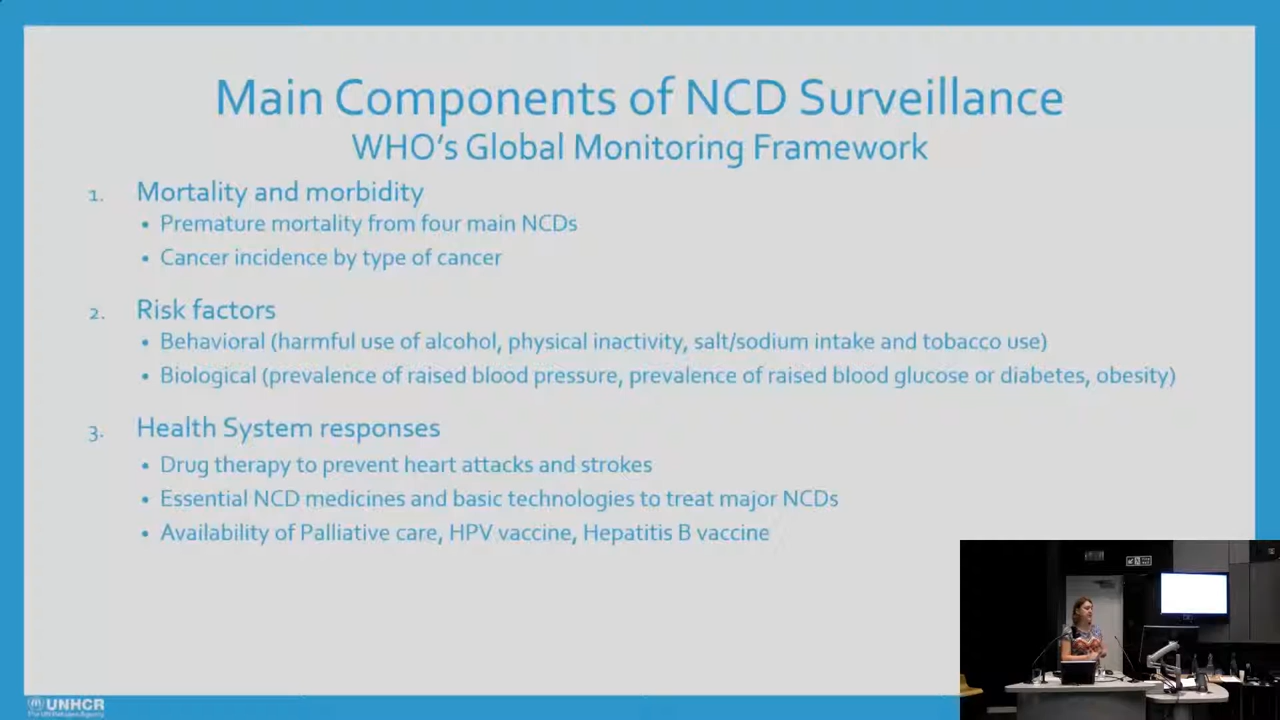 Main Components of NCD Surveillance
WHO's Global Monitoring Framework
1. Mortality and morbidity
• Premature mortality from four main NCDs
• Cancer incidence by type of cancer
2. Risk factors
• Behavioral (harmful use of alcohol, physical inactivity, salt/sodium intake and tobacco use)
• Biological (prevalence of raised blood pressure, prevalence of raised blood glucose or diabetes, obesity)
3. Health System responses
• Drug therapy to prevent heart attacks and strokes
• Essential NCD medicines and basic technologies to treat major NCDs
• Availability of Palliative care, HPV vaccine, Hepatitis B vaccine
UNHCR
The UN Refugee Agency